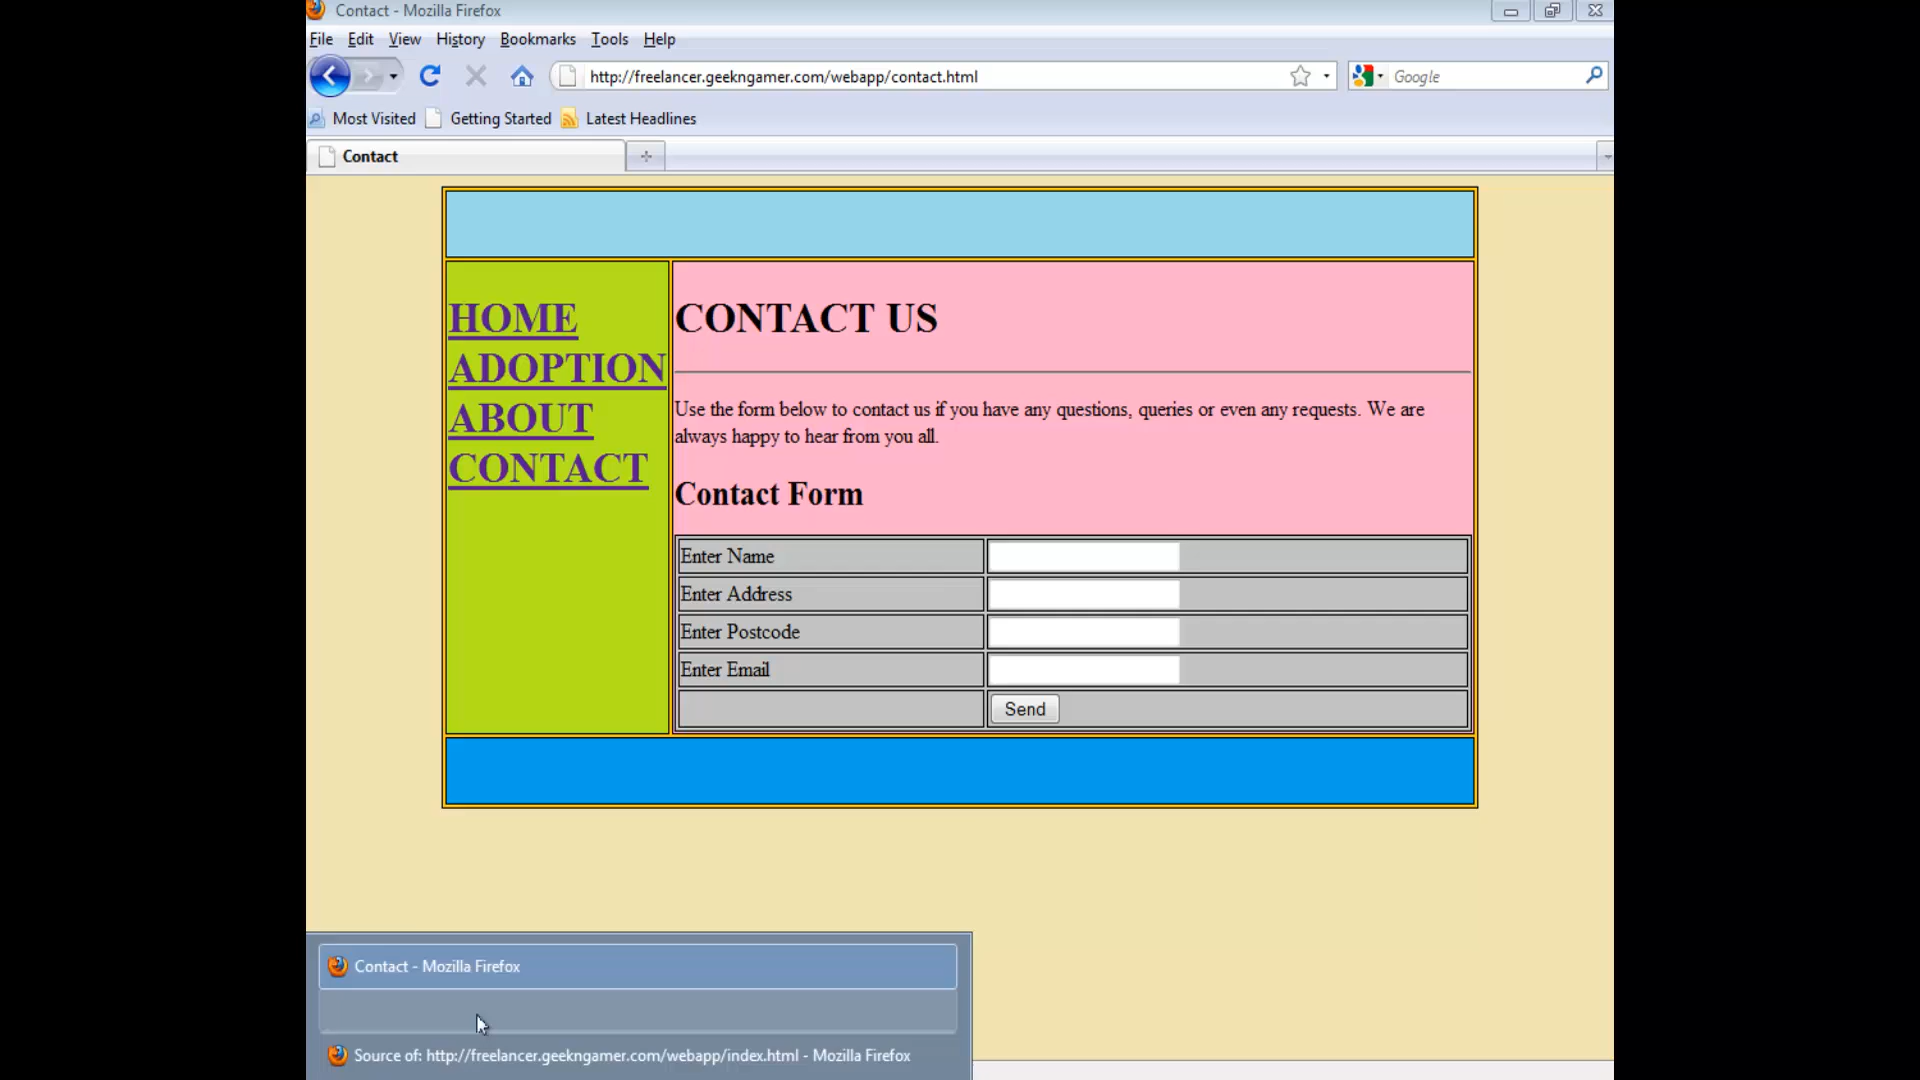 Contact - Mozilla Firefox
File Edit View History Bookmarks Tools Help
http://freelancer.geekngamer.com/webapp/contact.html
Google
Most Visited Getting Started Latest Headlines
Contact
HOME
ADOPTION
ABOUT
CONTACT
CONTACT US
Use the form below to contact us if you have any questions, queries or even any requests. We are
always happy to hear from you all.
Contact Form
Enter Name
Enter Address
Enter Postcode
Enter Email
Send
Contact - Mozilla Firefox
Source of: http://freelancer.geekngamer.com/webapp/index.html - Mozilla Firefox